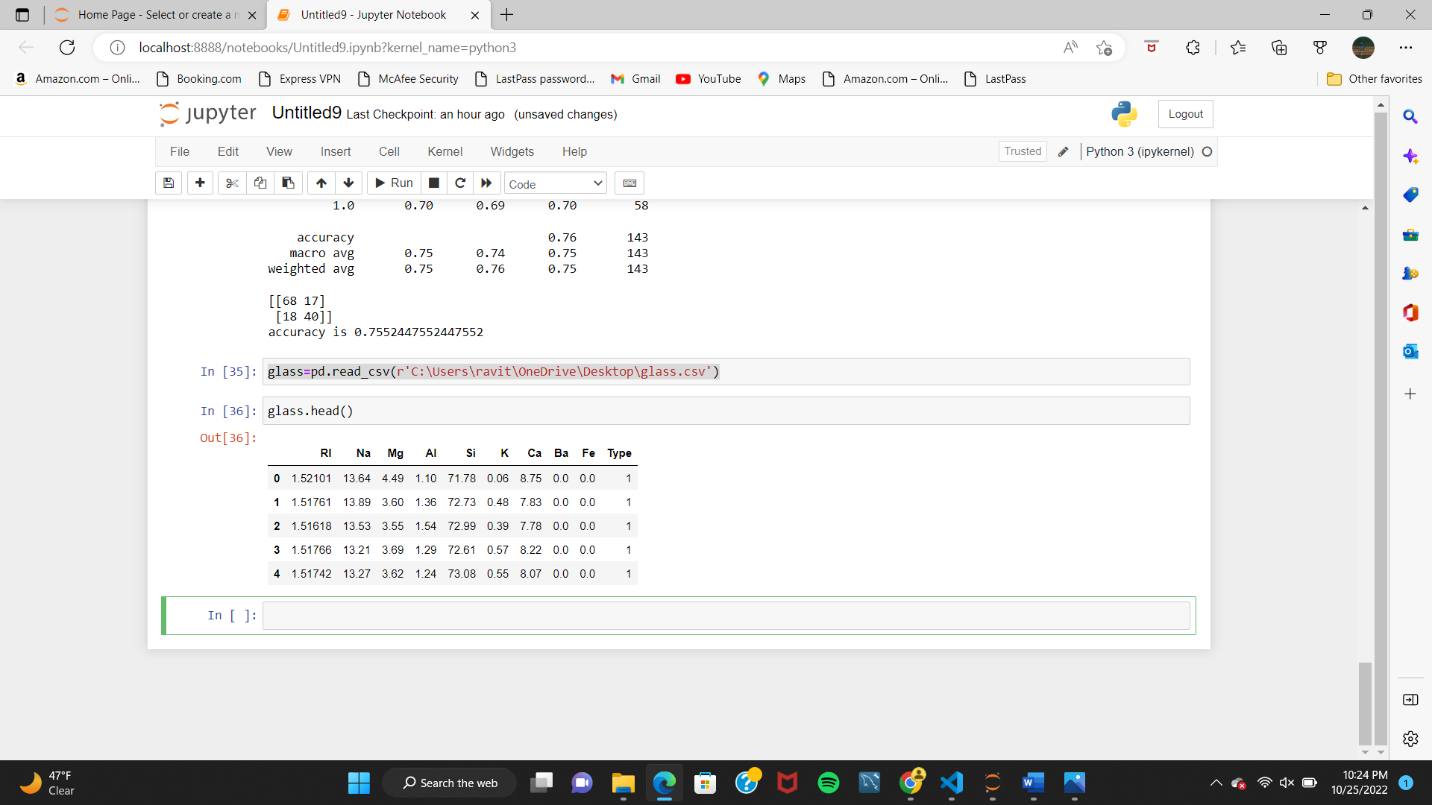 Home Page - Select or create a n
Untitled9 - Jupyter Notebook
localhost:8888/notebooks/Untitled9.ipynb?kernel_name=python3
Amazon.com – Onli...
Booking.com
Express VPN
McAfee Security
LastPass password...
Gmail
YouTube
Maps
Amazon.com – Onli...
LastPass
Other favorites
jupyter Untitled9 Last Checkpoint: an hour ago (unsaved changes)
Logout
File Edit View Insert Cell Kernel Widgets Help
Trusted
Python 3 (ipykernel)
Run
Code
1.0 0.70 0.69 0.70 58
accuracy 0.76 143
macro avg 0.75 0.74 0.75 143
weighted avg 0.75 0.76 0.75 143
[[68 17]
[18 40]]
accuracy is 0.7552447552447552
In [35]: glass=pd.read_csv(r'C:\Users\ravit\OneDrive\Desktop\glass.csv')
In [36]: glass.head()
Out[36]:
RI Na Mg Al Si K Ca Ba Fe Type
0 1.52101 13.64 4.49 1.10 71.78 0.06 8.75 0.0 0.0 1
1 1.51761 13.89 3.60 1.36 72.73 0.48 7.83 0.0 0.0 1
2 1.51618 13.53 3.55 1.54 72.99 0.39 7.78 0.0 0.0 1
3 1.51766 13.21 3.69 1.29 72.61 0.57 8.22 0.0 0.0 1
4 1.51742 13.27 3.62 1.24 73.08 0.55 8.07 0.0 0.0 1
In [ ]:
47°F
Clear
Search the web
10:24 PM
10/25/2022
1